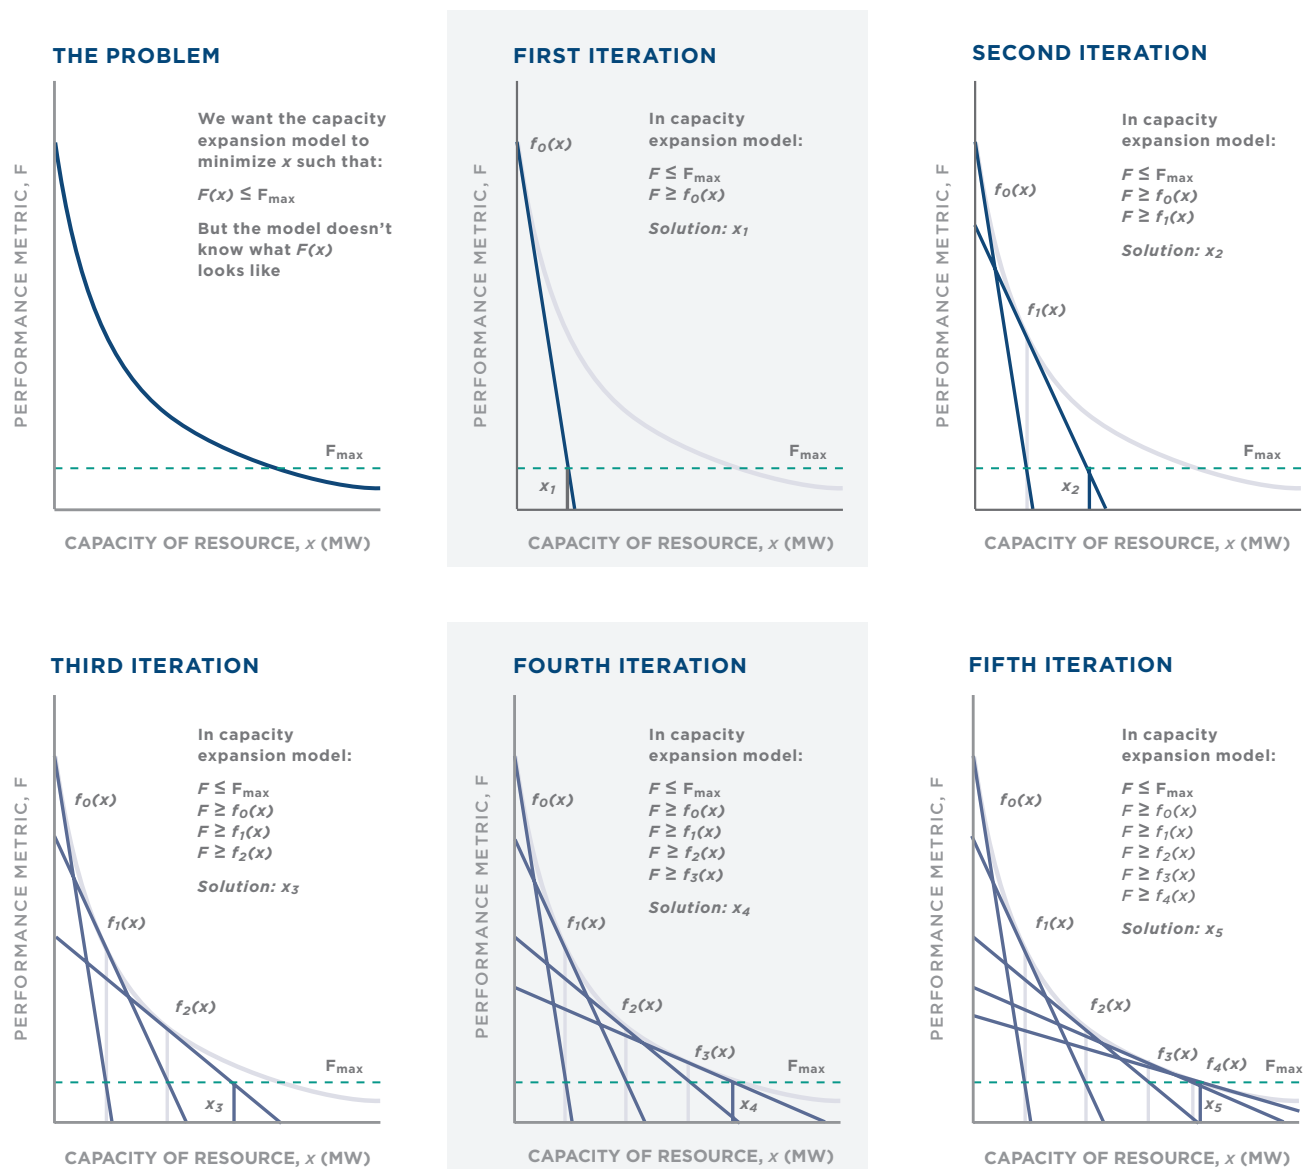 THE PROBLEM
PERFORMANCE METRIC, F
We want the capacity
expansion model to
minimize x such that:
F(x) ≤ Fmax
But the model doesn't
know what F(x)
looks like
Fmax
CAPACITY OF RESOURCE, x (MW)
FIRST ITERATION
PERFORMANCE METRIC, F
f0(x)
In capacity
expansion model:
F ≤ Fmax
F ≥ f0(x)
Solution: x1
Fmax
x1
CAPACITY OF RESOURCE, x (MW)
SECOND ITERATION
PERFORMANCE METRIC, F
In capacity
expansion model:
F ≤ Fmax
F ≥ f0(x)
F ≥ f1(x)
Solution: x2
f0(x)
f1(x)
Fmax
x2
CAPACITY OF RESOURCE, x (MW)
THIRD ITERATION
PERFORMANCE METRIC, F
In capacity
expansion model:
F ≤ Fmax
F ≥ f0(x)
F ≥ f1(x)
F ≥ f2(x)
Solution: x3
f0(x)
f1(x)
f2(x)
Fmax
x3
CAPACITY OF RESOURCE, x (MW)
FOURTH ITERATION
PERFORMANCE METRIC, F
In capacity
expansion model:
F ≤ Fmax
F ≥ f0(x)
F ≥ f1(x)
F ≥ f2(x)
F ≥ f3(x)
Solution: x4
f0(x)
f1(x)
f2(x)
f3(x)
Fmax
x4
CAPACITY OF RESOURCE, x (MW)
FIFTH ITERATION
PERFORMANCE METRIC, F
In capacity
expansion model:
F ≤ Fmax
F ≥ f0(x)
F ≥ f1(x)
F ≥ f2(x)
F ≥ f3(x)
F ≥ f4(x)
Solution: x5
f0(x)
f1(x)
f2(x)
f3(x)
f4(x)
Fmax
x5
CAPACITY OF RESOURCE, x (MW)